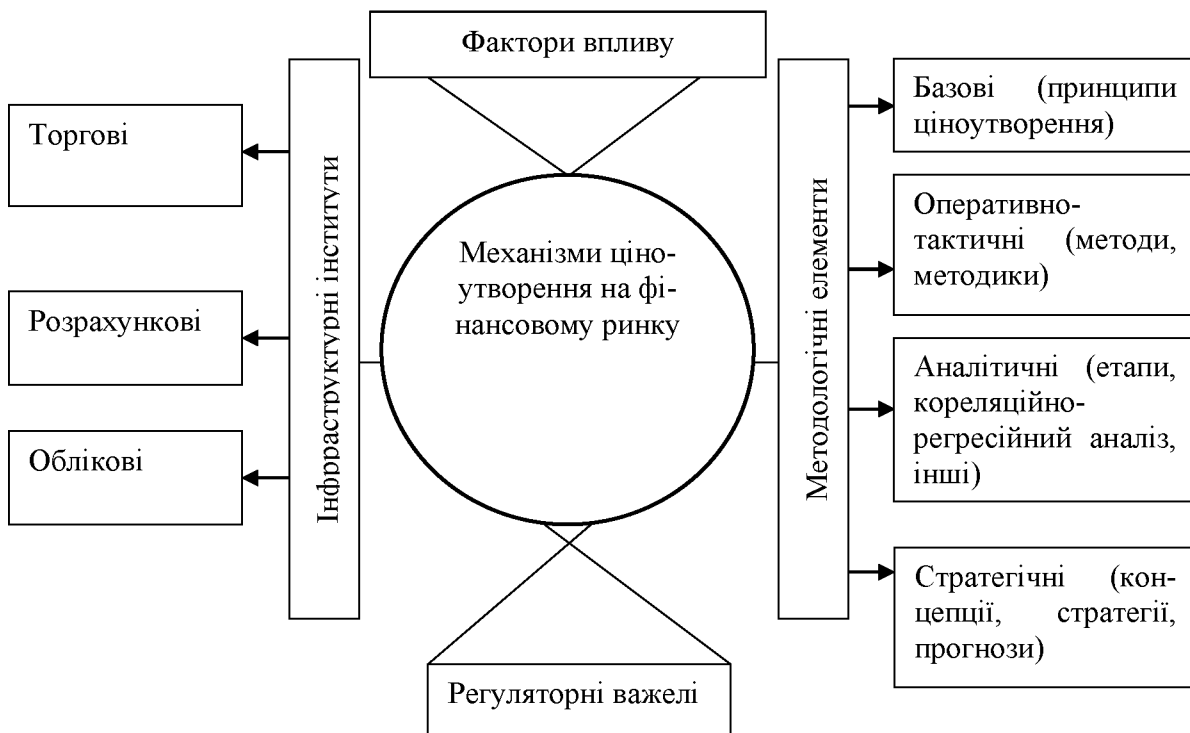 Фактори впливу
Торгові
Розрахункові
Облікові
Інфраструктурні інститути
Механізми ціно-
утворення на фі-
нансовому ринку
Методологічні елементи
Базові (принципи
ціноутворення)
Оперативно-
тактичні (методи,
методики)
Аналітичні (етапи,
кореляційно-
регресійний аналіз,
інші)
Стратегічні (кон-
цепції, стратегії,
прогнози)
Регуляторні важелі